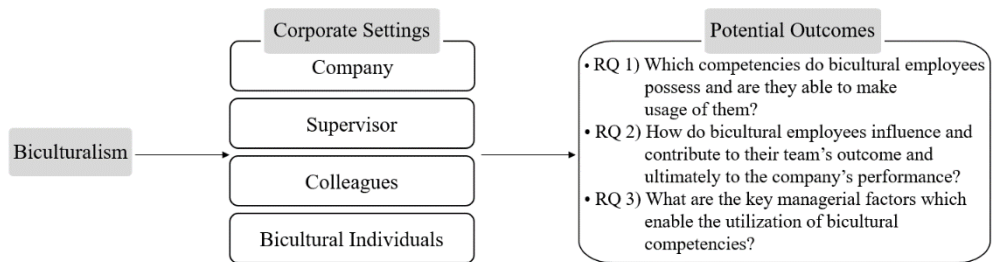 Biculturalism
Corporate Settings
Company
Supervisor
Colleagues
Bicultural Individuals
Potential Outcomes
• RQ 1) Which competencies do bicultural employees
possess and are they able to make
usage of them?
• RQ 2) How do bicultural employees influence and
contribute to their team's outcome and
ultimately to the company's performance?
• RQ 3) What are the key managerial factors which
enable the utilization of bicultural
competencies?